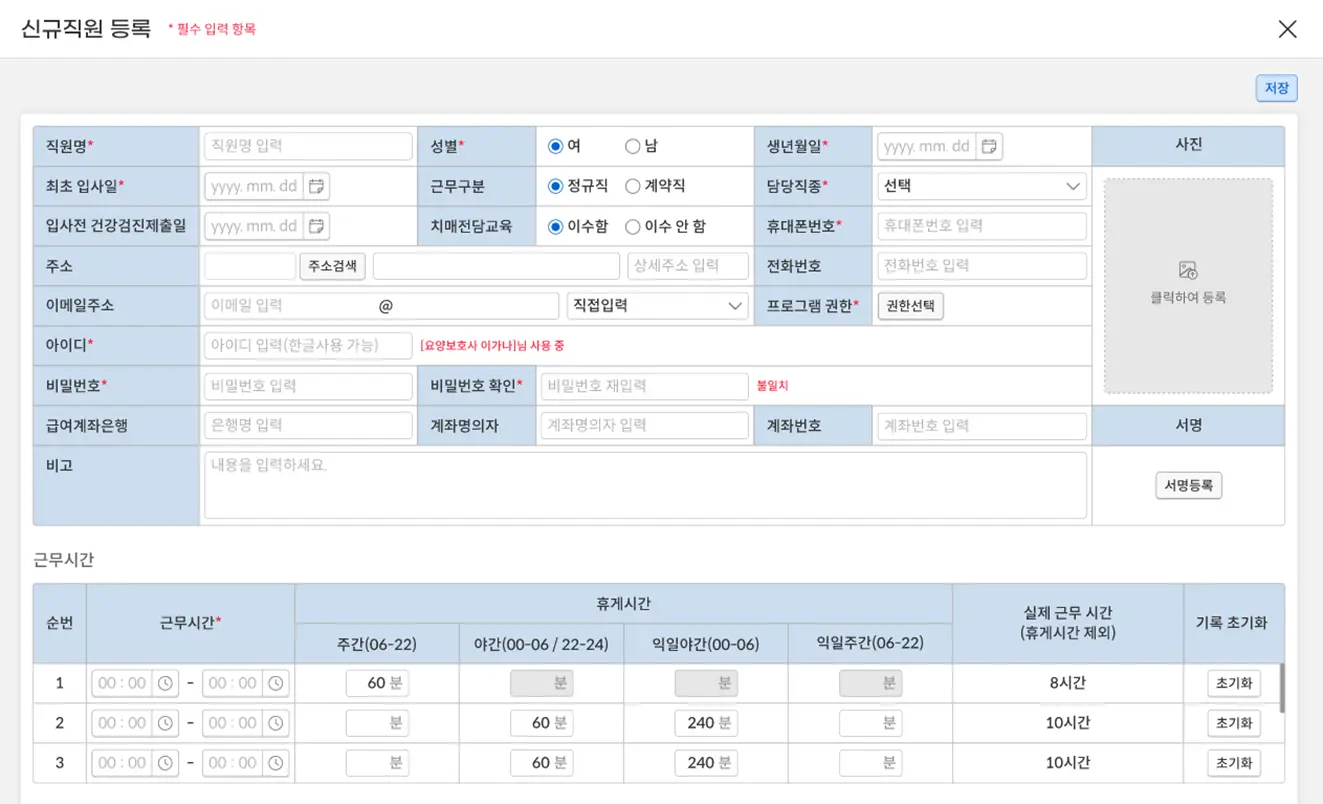 신규직원 등록 * 필수 입력 항목
저장
직원명* 직원명 입력 성별* 여 남 생년월일* yyyy. mm. dd 사진
최초 입사일* yyyy. mm. dd 근무구분 정규직 계약직 담당직종* 선택
입사전 건강검진제출일 yyyy. mm. dd 치매전담교육 이수함 이수 안 함 휴대폰번호* 휴대폰번호 입력
주소 주소검색 상세주소 입력 전화번호 전화번호 입력
클릭하여 등록
이메일주소 이메일 입력 @ 직접입력 프로그램 권한* 권한선택
아이디* 아이디 입력(한글사용 가능) [요양보호사 이가나]님 사용 중
비밀번호* 비밀번호 입력 비밀번호 확인* 비밀번호 재입력 불일치
급여계좌은행 은행명 입력 계좌명의자 계좌명의자 입력 계좌번호 계좌번호 입력 서명
비고 내용을 입력하세요.
서명등록
근무시간
순번 근무시간* 휴게시간 실제 근무 시간 (휴게시간 제외) 기록 초기화
주간(06-22) 야간(00-06 / 22-24) 익일야간(00-06) 익일주간(06-22)
1 00 : 00 - 00 : 00 60 분 분 분 분 8시간 초기화
2 00 : 00 - 00 : 00 분 60 분 240 분 분 10시간 초기화
3 00 : 00 - 00 : 00 분 60 분 240 분 분 10시간 초기화